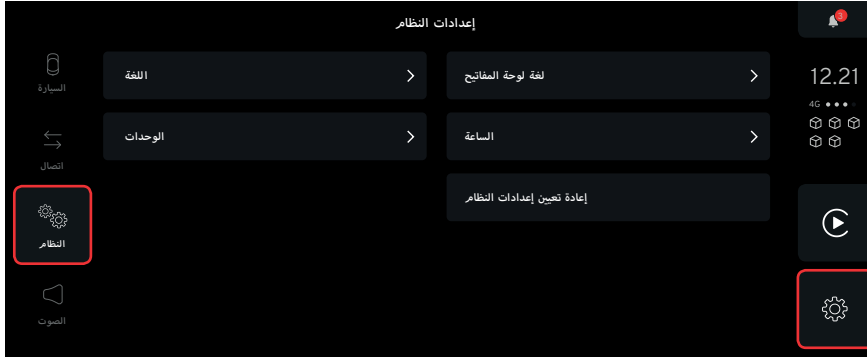 إعدادات النظام
3
12.21
4G
السيارة
اتصال
النظام
الصوت
اللغة
لغة لوحة المفاتيح
الوحدات
الساعة
إعادة تعيين إعدادات النظام